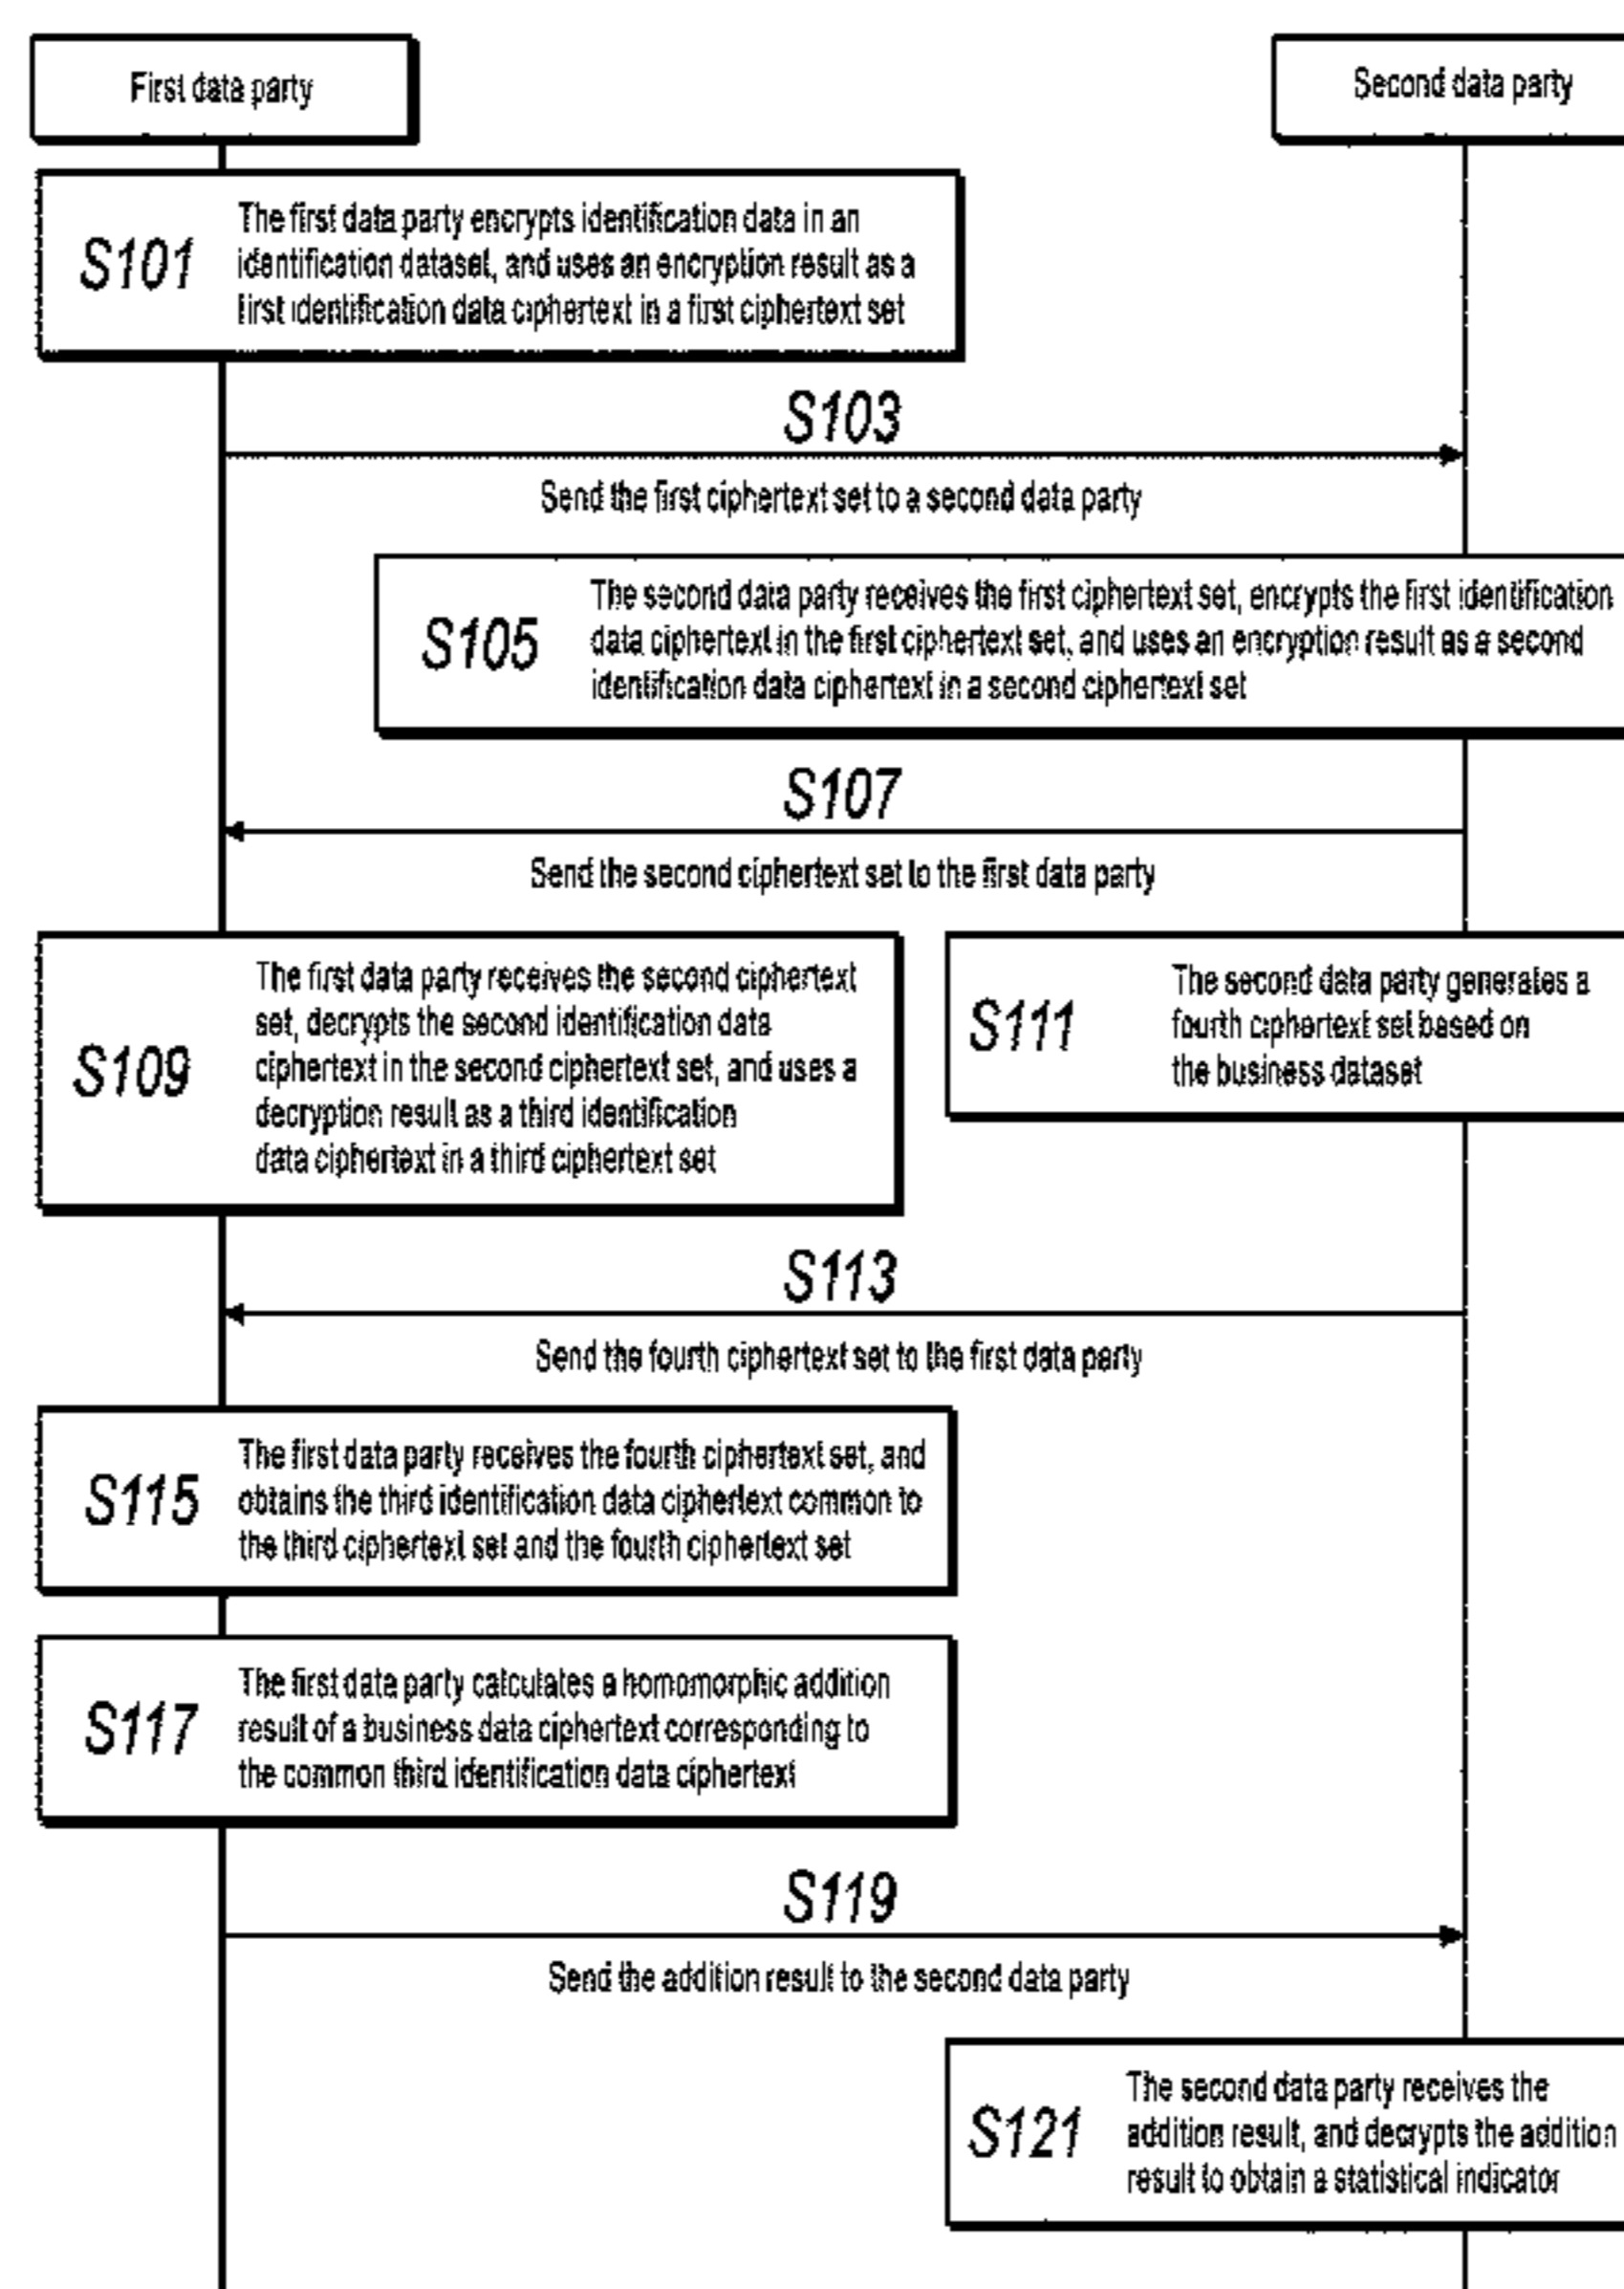 First data party
Second data party
S101
The first data party encrypts identification data in an
identification dataset, and uses an encryption result as a
first identification data ciphertext in a first ciphertext set
S103
Send the first ciphertext set to a second data party
S105
The second data party receives the first ciphertext set, encrypts the first identification
data ciphertext in the first ciphertext set, and uses an encryption result as a second
identification data ciphertext in a second ciphertext set
S107
Send the second ciphertext set to the first data party
S109
The first data party receives the second ciphertext
set, decrypts the second identification data
ciphertext in the second ciphertext set, and uses a
decryption result as a third identification
data ciphertext in a third ciphertext set
S111
The second data party generates a
fourth ciphertext set based on
the business dataset
S113
Send the fourth ciphertext set to the first data party
S115
The first data party receives the fourth ciphertext set, and
obtains the third identification data ciphertext common to
the third ciphertext set and the fourth ciphertext set
S117
The first data party calculates a homomorphic addition
result of a business data ciphertext corresponding to
the common third identification data ciphertext
S119
Send the addition result to the second data party
S121
The second data party receives the
addition result, and decrypts the addition
result to obtain a statistical indicator